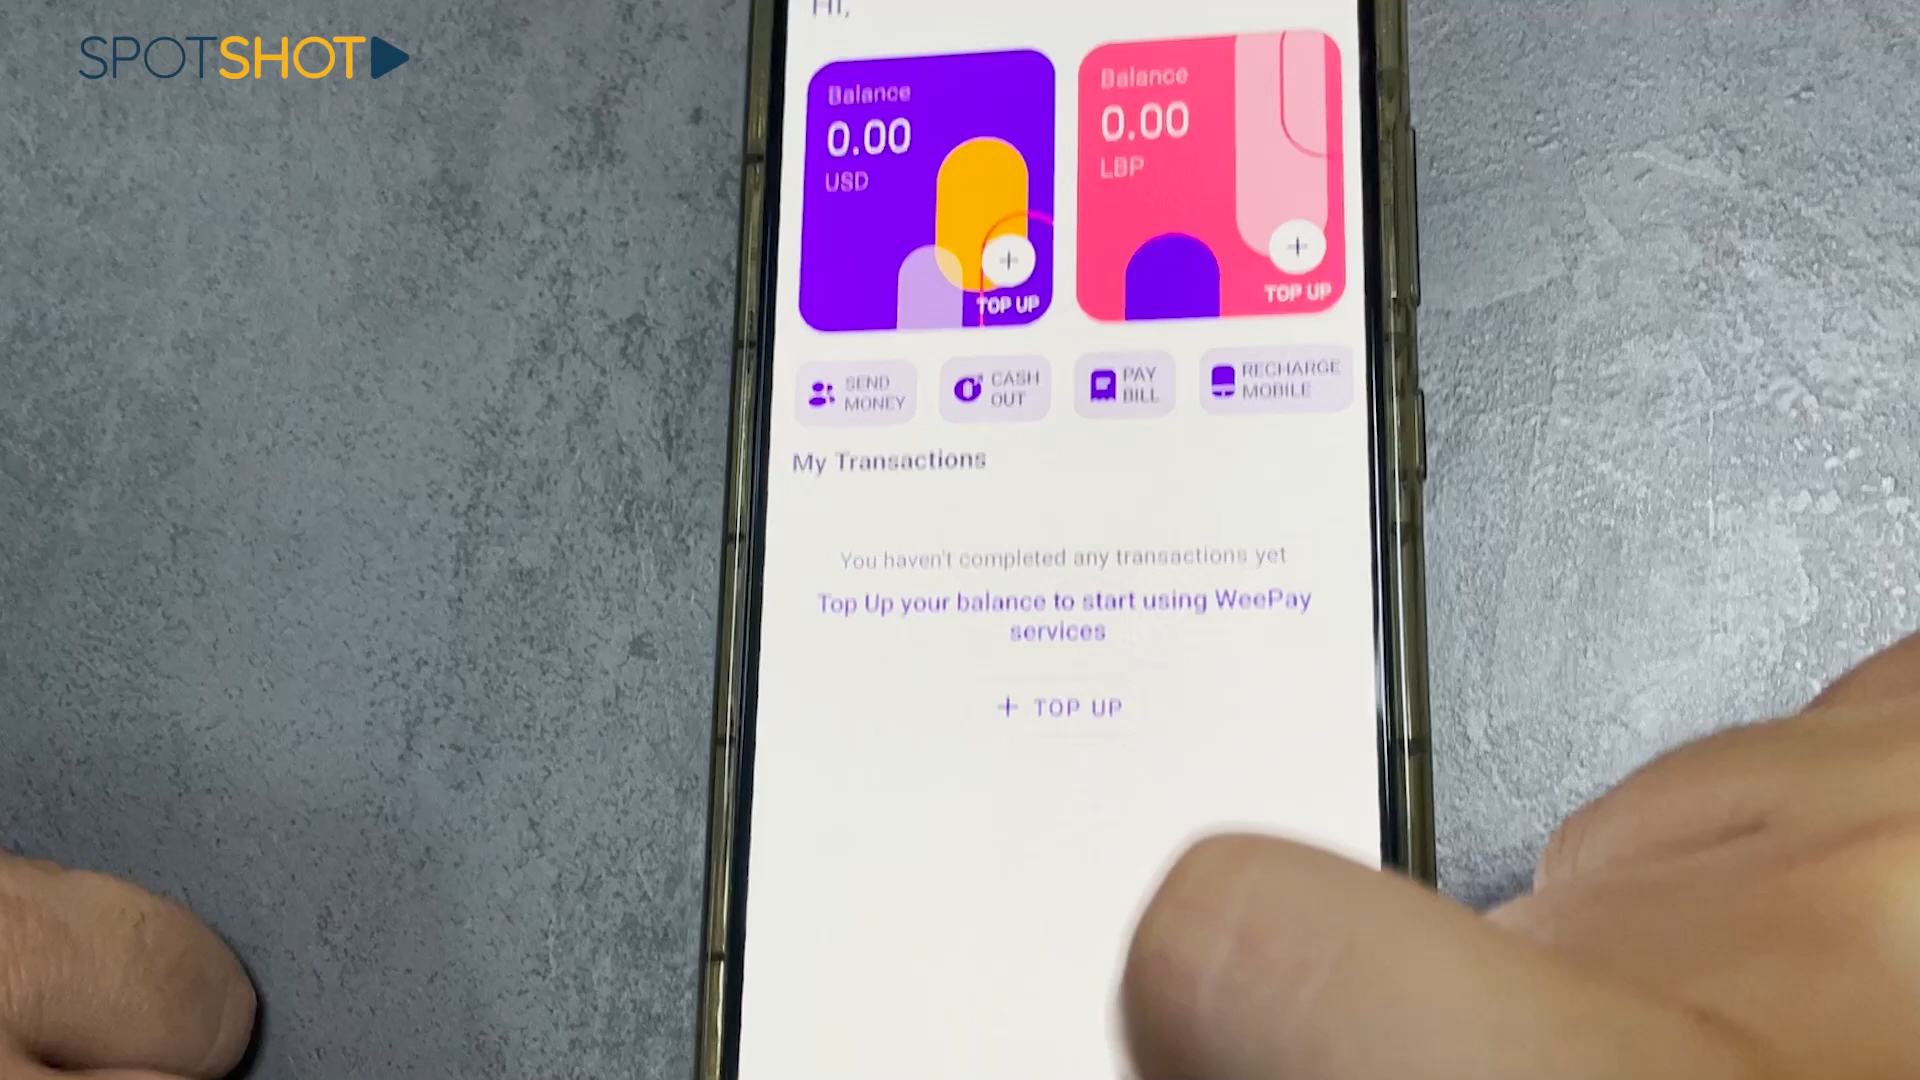 SPOTSHOT
Hi,
Balance
0.00
USD
TOP UP
Balance
0.00
LBP
TOP UP
SEND
MONEY
CASH
OUT
PAY
BILL
RECHARGE
MOBILE
My Transactions
You haven't completed any transactions yet
Top Up your balance to start using WeePay
services
+ TOP UP